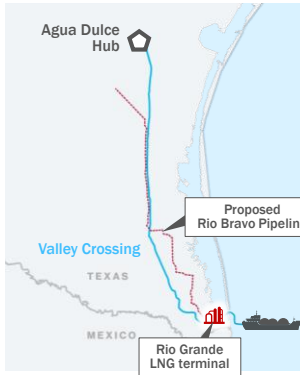 Agua Dulce
Hub
Proposed
Rio Bravo Pipelin
Valley Crossing
TEXAS
MEXICO
Rio Grande
LNG terminal